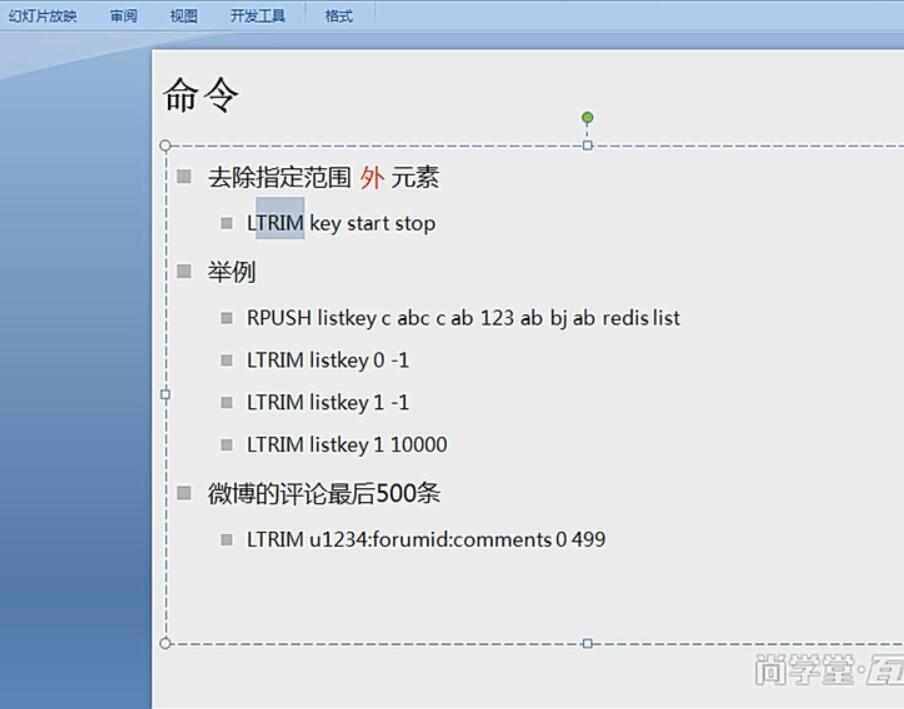 幻灯片放映 审阅 视图 开发工具 格式
命令
去除指定范围 外 元素
LTRIM key start stop
举例
RPUSH listkey c abc c ab 123 ab bj ab redis list
LTRIM listkey 0 -1
LTRIM listkey 1 -1
LTRIM listkey 1 10000
微博的评论最后500条
LTRIM u1234:forumid:comments 0 499
尚学堂·